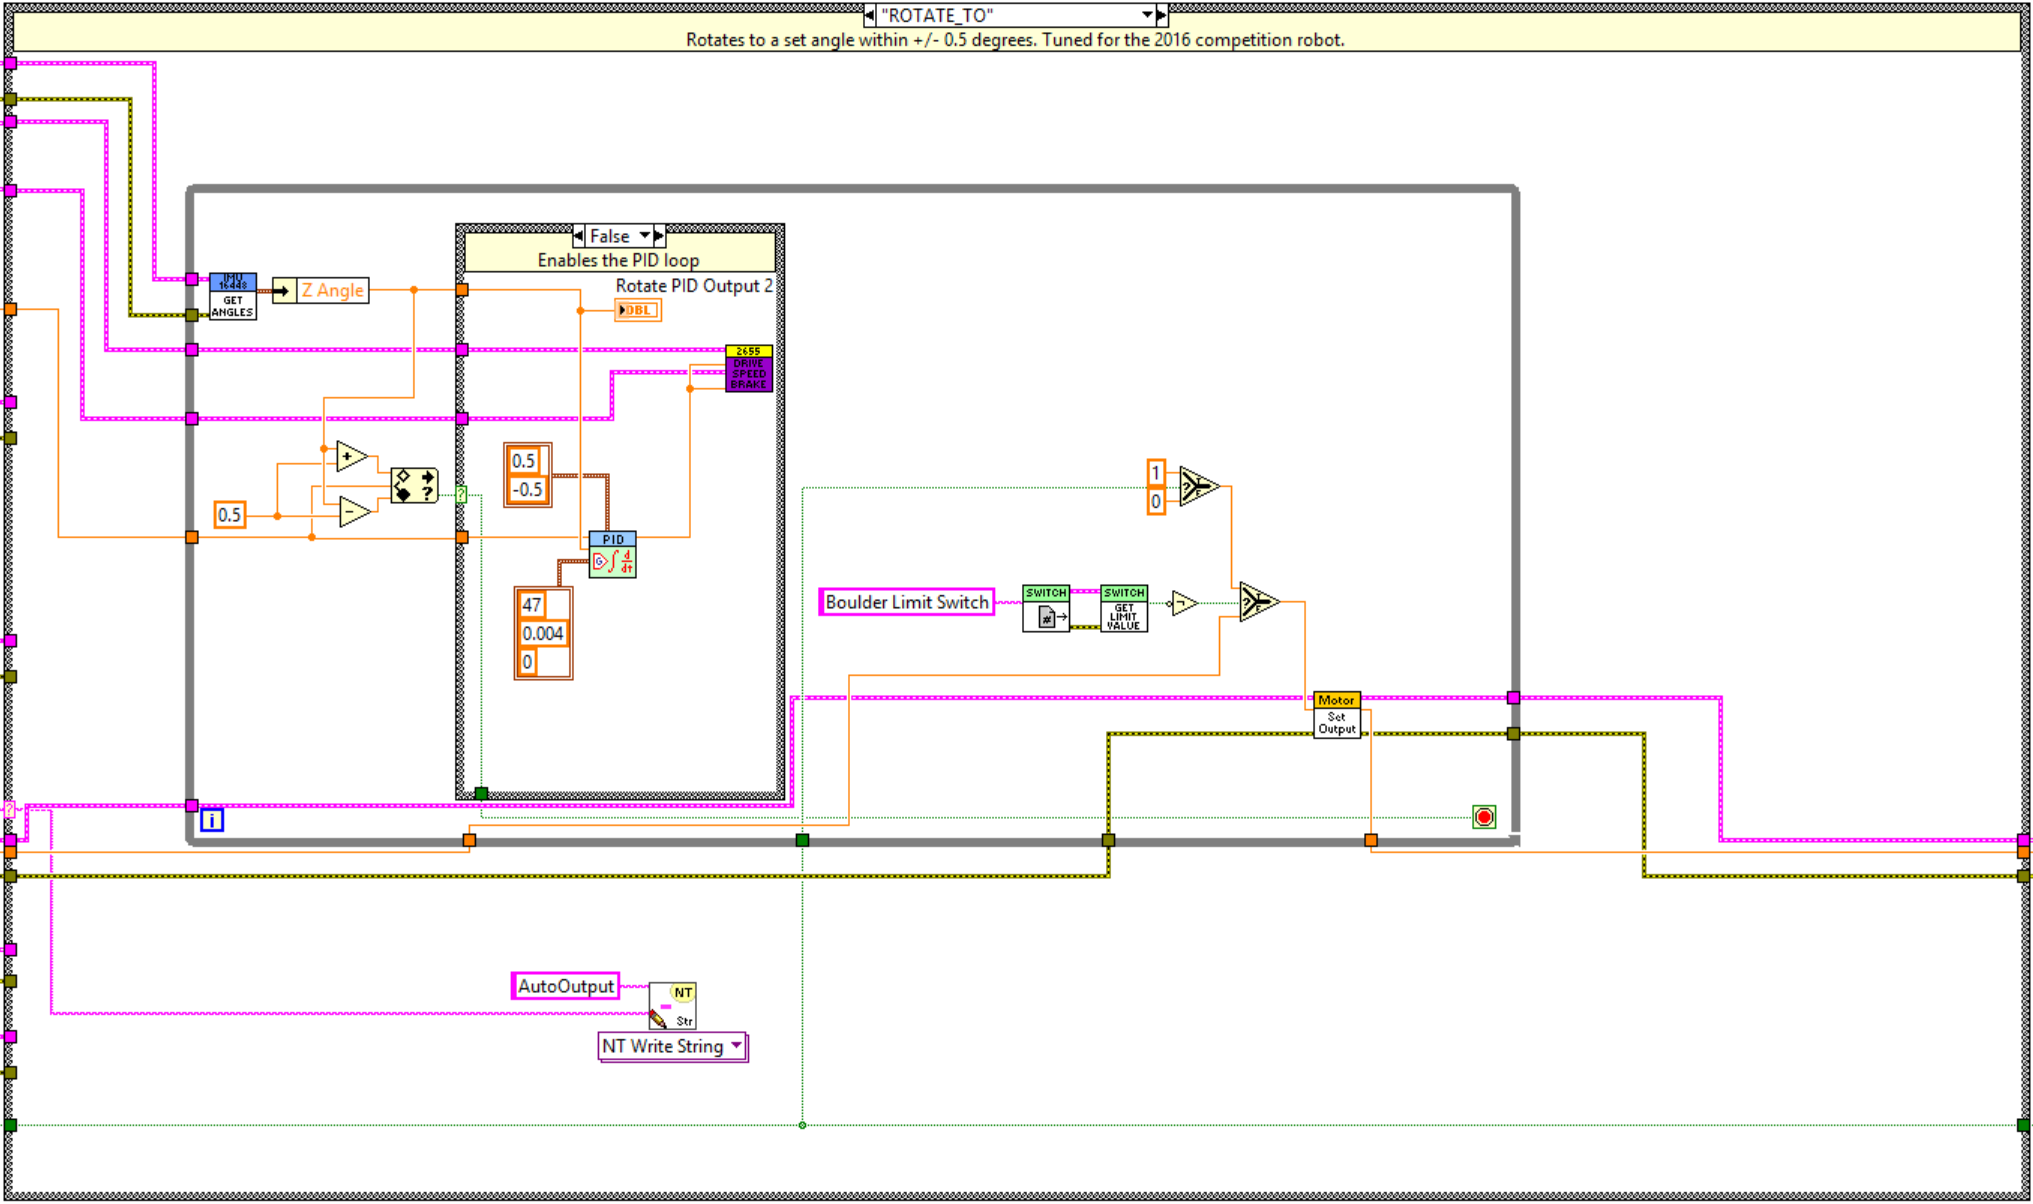 "ROTATE_TO"
Rotates to a set angle within +/- 0.5 degrees. Tuned for the 2016 competition robot.
False
Enables the PID loop
Rotate PID Output 2
DBL
IMU
16448
GET
ANGLES
Z Angle
2655
DRIVE
SPEED
BRAKE
+
-
?
0.5
0.5
-0.5
PID
G ∫ d/dt
47
0.004
0
1
0
?
T
F
Boulder Limit Switch
SWITCH
#
SWITCH
GET
LIMIT
VALUE
?
T
F
Motor
Set
Output
i
?
?
AutoOutput
NT
Str
NT Write String